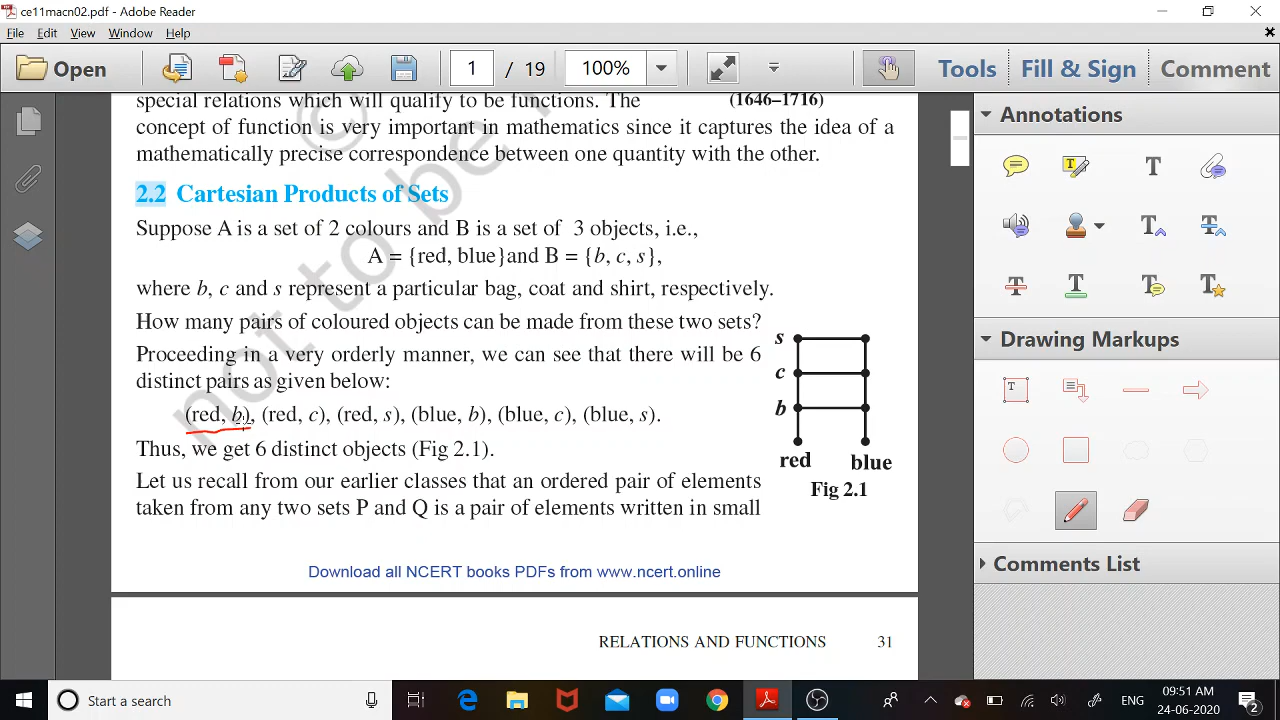 ce11macn02.pdf - Adobe Reader
File Edit View Window Help
Open 1 / 19 100% Tools Fill & Sign Comment
special relations which will qualify to be functions. The (1646–1716)
concept of function is very important in mathematics since it captures the idea of a
mathematically precise correspondence between one quantity with the other.
2.2 Cartesian Products of Sets
Suppose A is a set of 2 colours and B is a set of 3 objects, i.e.,
A = {red, blue}and B = {b, c, s},
where b, c and s represent a particular bag, coat and shirt, respectively.
How many pairs of coloured objects can be made from these two sets?
Proceeding in a very orderly manner, we can see that there will be 6
distinct pairs as given below:
(red, b), (red, c), (red, s), (blue, b), (blue, c), (blue, s).
Thus, we get 6 distinct objects (Fig 2.1).
Let us recall from our earlier classes that an ordered pair of elements
taken from any two sets P and Q is a pair of elements written in small
s
c
b
red blue
Fig 2.1
Download all NCERT books PDFs from www.ncert.online
RELATIONS AND FUNCTIONS 31
© not to be
Annotations
T
T
T
T
T
T
T
T
T
Drawing Markups
T
Comments List
Start a search
ENG
09:51 AM
24-06-2020
2